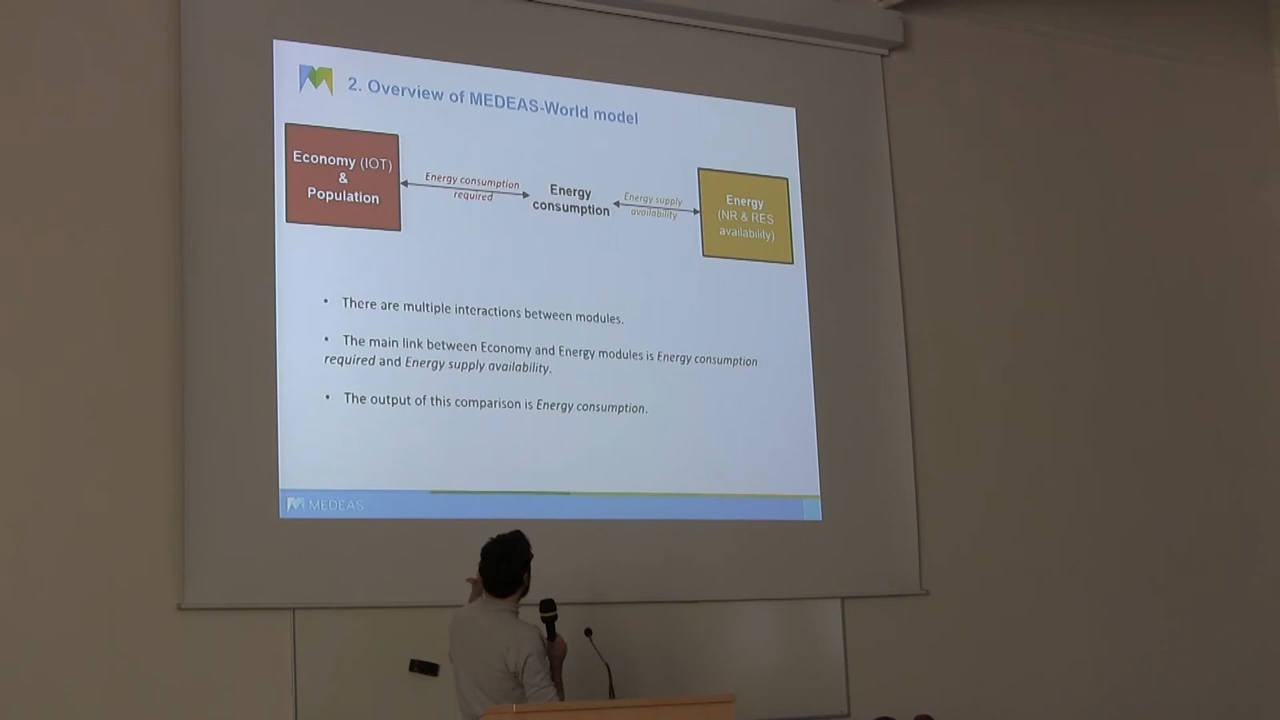 2. Overview of MEDEAS-World model
Economy (IOT)
&
Population
Energy consumption
required
Energy
consumption
Energy supply
availability
Energy
(NR & RES
availability)
• There are multiple interactions between modules.
• The main link between Economy and Energy modules is Energy consumption
required and Energy supply availability.
• The output of this comparison is Energy consumption.
MEDEAS